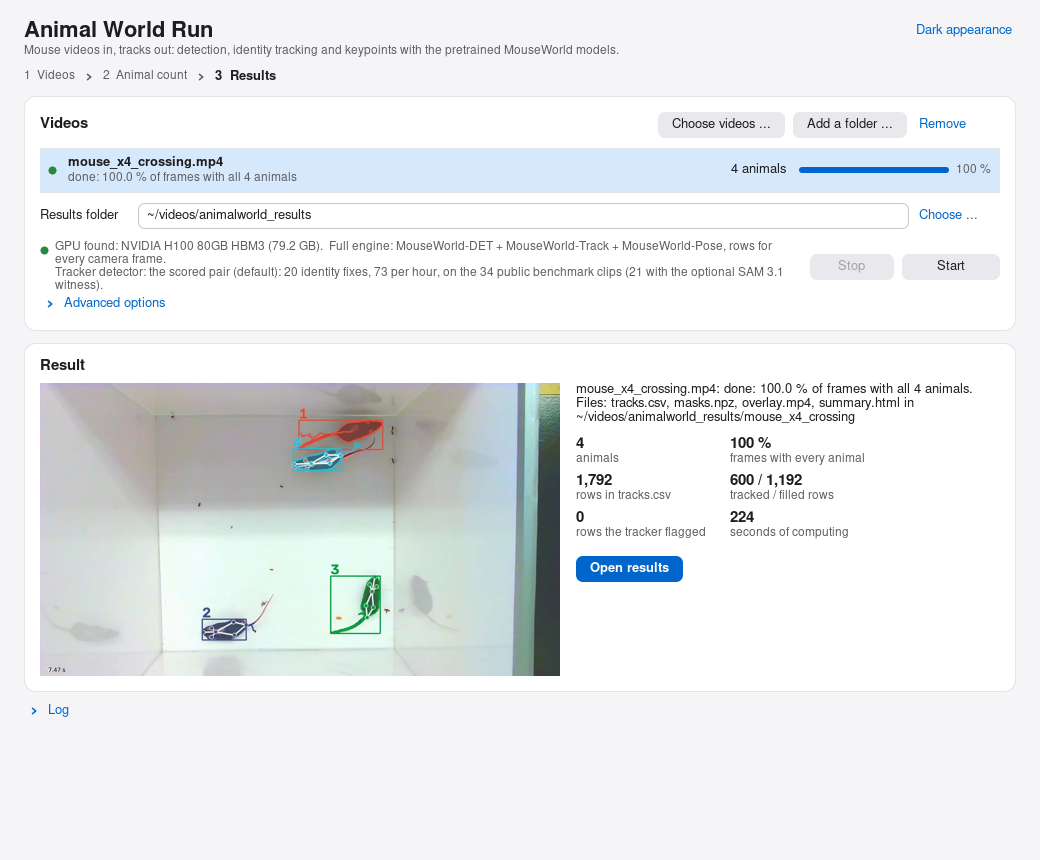 Animal World Run
Dark appearance
Mouse videos in, tracks out: detection, identity tracking and keypoints with the pretrained MouseWorld models.
1 Videos > 2 Animal count > 3 Results
Videos
Choose videos ...
Add a folder ...
Remove
mouse_x4_crossing.mp4
done: 100.0 % of frames with all 4 animals
4 animals
100 %
Results folder
~/videos/animalworld_results
Choose ...
GPU found: NVIDIA H100 80GB HBM3 (79.2 GB). Full engine: MouseWorld-DET + MouseWorld-Track + MouseWorld-Pose, rows for
every camera frame.
Tracker detector: the scored pair (default): 20 identity fixes, 73 per hour, on the 34 public benchmark clips (21 with the optional SAM 3.1
witness).
Stop
Start
> Advanced options
Result
1
2
3
7.47 s
mouse_x4_crossing.mp4: done: 100.0 % of frames with all 4 animals.
Files: tracks.csv, masks.npz, overlay.mp4, summary.html in
~/videos/animalworld_results/mouse_x4_crossing
4
animals
100 %
frames with every animal
1,792
rows in tracks.csv
600 / 1,192
tracked / filled rows
0
rows the tracker flagged
224
seconds of computing
Open results
> Log